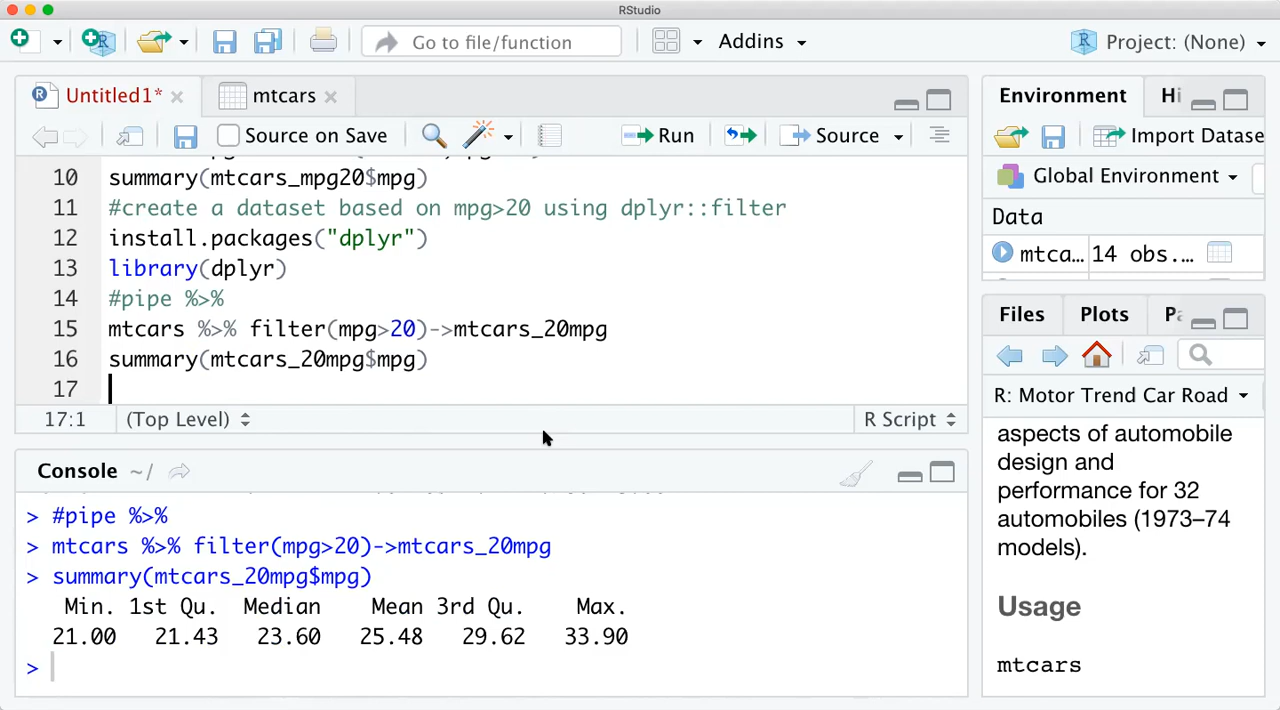 RStudio
Go to file/function
Addins
Project: (None)
Untitled1*
mtcars
Source on Save
Run
Source
10 summary(mtcars_mpg20$mpg)
11 #create a dataset based on mpg>20 using dplyr::filter
12 install.packages("dplyr")
13 library(dplyr)
14 #pipe %>%
15 mtcars %>% filter(mpg>20)->mtcars_20mpg
16 summary(mtcars_20mpg$mpg)
17
17:1 (Top Level) R Script
Console ~/
> #pipe %>%
> mtcars %>% filter(mpg>20)->mtcars_20mpg
> summary(mtcars_20mpg$mpg)
Min. 1st Qu. Median Mean 3rd Qu. Max.
21.00 21.43 23.60 25.48 29.62 33.90
>
Environment Hi
Import Datase
Global Environment
Data
mtca… 14 obs.…
Files Plots Pa
R: Motor Trend Car Road
aspects of automobile
design and
performance for 32
automobiles (1973–74
models).
Usage
mtcars